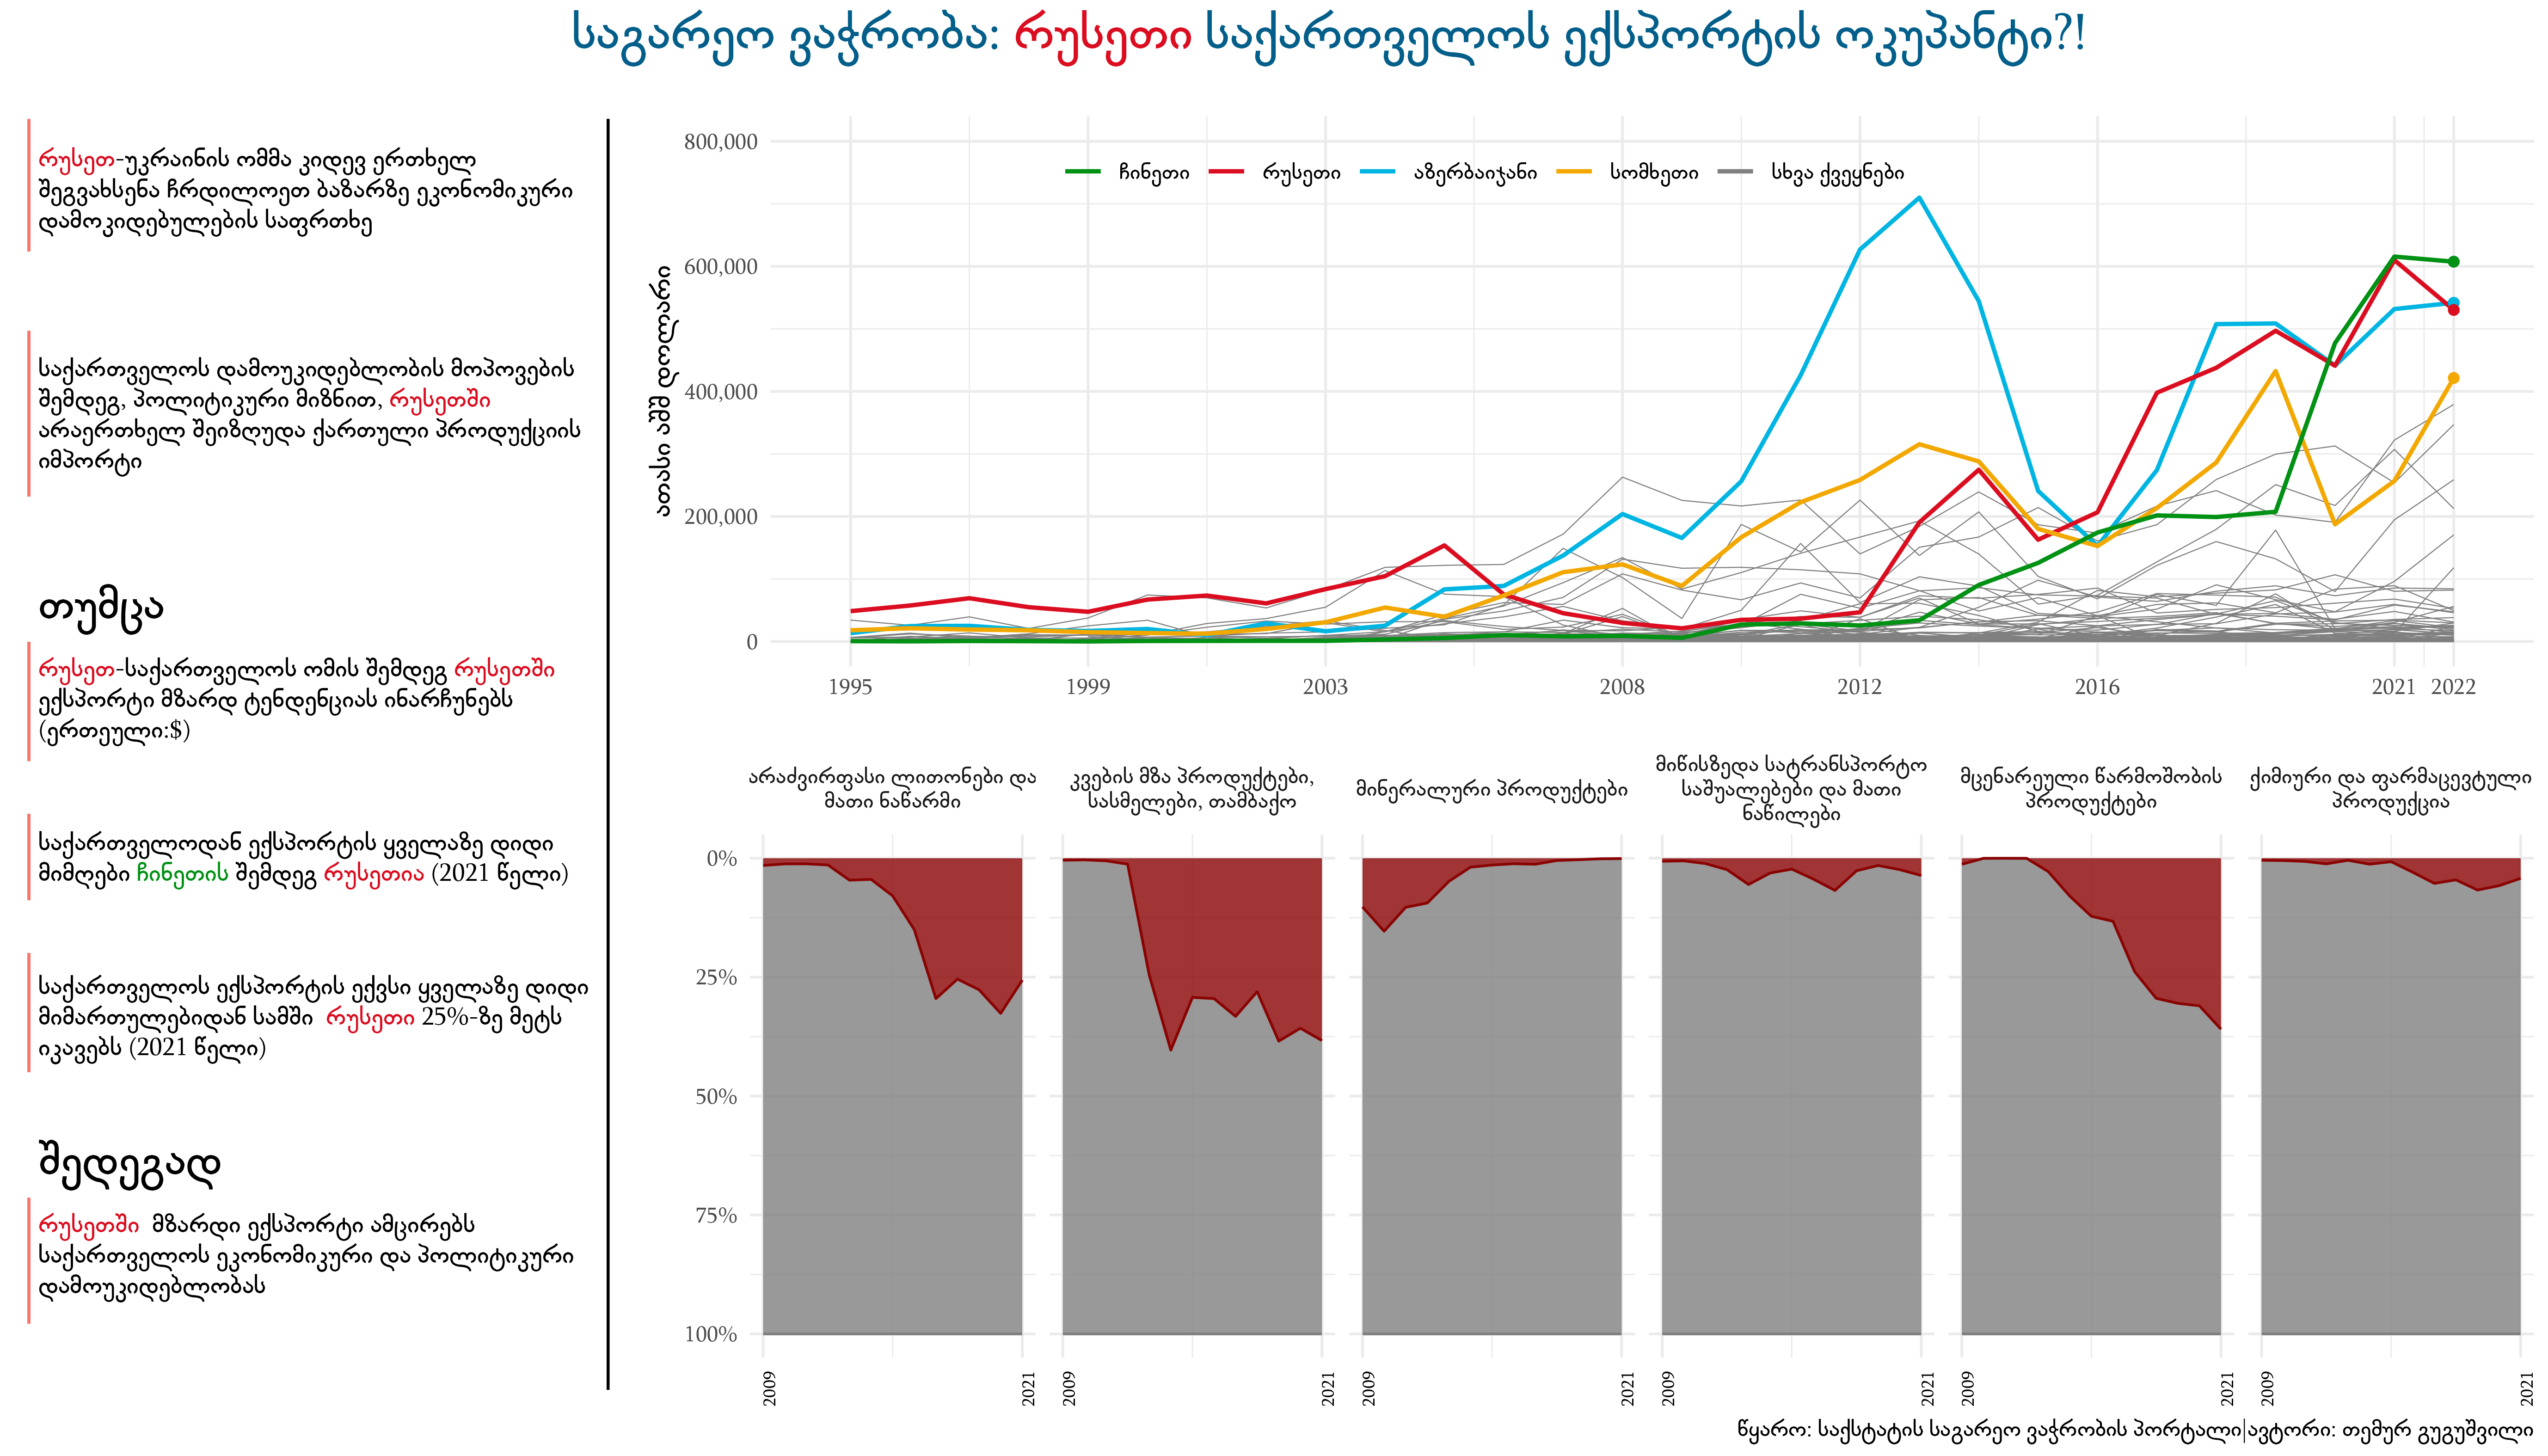 საგარეო ვაჭრობა: რუსეთი საქართველოს ექსპორტის ოკუპანტი?!
რუსეთ-უკრაინის ომმა კიდევ ერთხელ
შეგვახსენა ჩრდილოეთ ბაზარზე ეკონომიკური
დამოკიდებულების საფრთხე
საქართველოს დამოუკიდებლობის მოპოვების
შემდეგ, პოლიტიკური მიზნით, რუსეთში
არაერთხელ შეიზღუდა ქართული პროდუქციის
იმპორტი
თუმცა
რუსეთ-საქართველოს ომის შემდეგ რუსეთში
ექსპორტი მზარდ ტენდენციას ინარჩუნებს
(ერთეული:$)
საქართველოდან ექსპორტის ყველაზე დიდი
მიმღები ჩინეთის შემდეგ რუსეთია (2021 წელი)
საქართველოს ექსპორტის ექვსი ყველაზე დიდი
მიმართულებიდან სამში რუსეთი 25%-ზე მეტს
იკავებს (2021 წელი)
შედეგად
რუსეთში მზარდი ექსპორტი ამცირებს
საქართველოს ეკონომიკური და პოლიტიკური
დამოუკიდებლობას
ათასი აშშ დოლარი
800,000
600,000
400,000
200,000
0
ჩინეთი რუსეთი აზერბაიჯანი სომხეთი სხვა ქვეყნები
1995 1999 2003 2008 2012 2016 2021 2022
არაძვირფასი ლითონები და
მათი ნაწარმი
კვების მზა პროდუქტები,
სასმელები, თამბაქო
მინერალური პროდუქტები
მიწისზედა სატრანსპორტო
საშუალებები და მათი
ნაწილები
მცენარეული წარმოშობის
პროდუქტები
ქიმიური და ფარმაცევტული
პროდუქცია
0%
25%
50%
75%
100%
2009 2021 2009 2021 2009 2021 2009 2021 2009 2021 2009 2021
წყარო: საქსტატის საგარეო ვაჭრობის პორტალი|ავტორი: თემურ გუგუშვილი